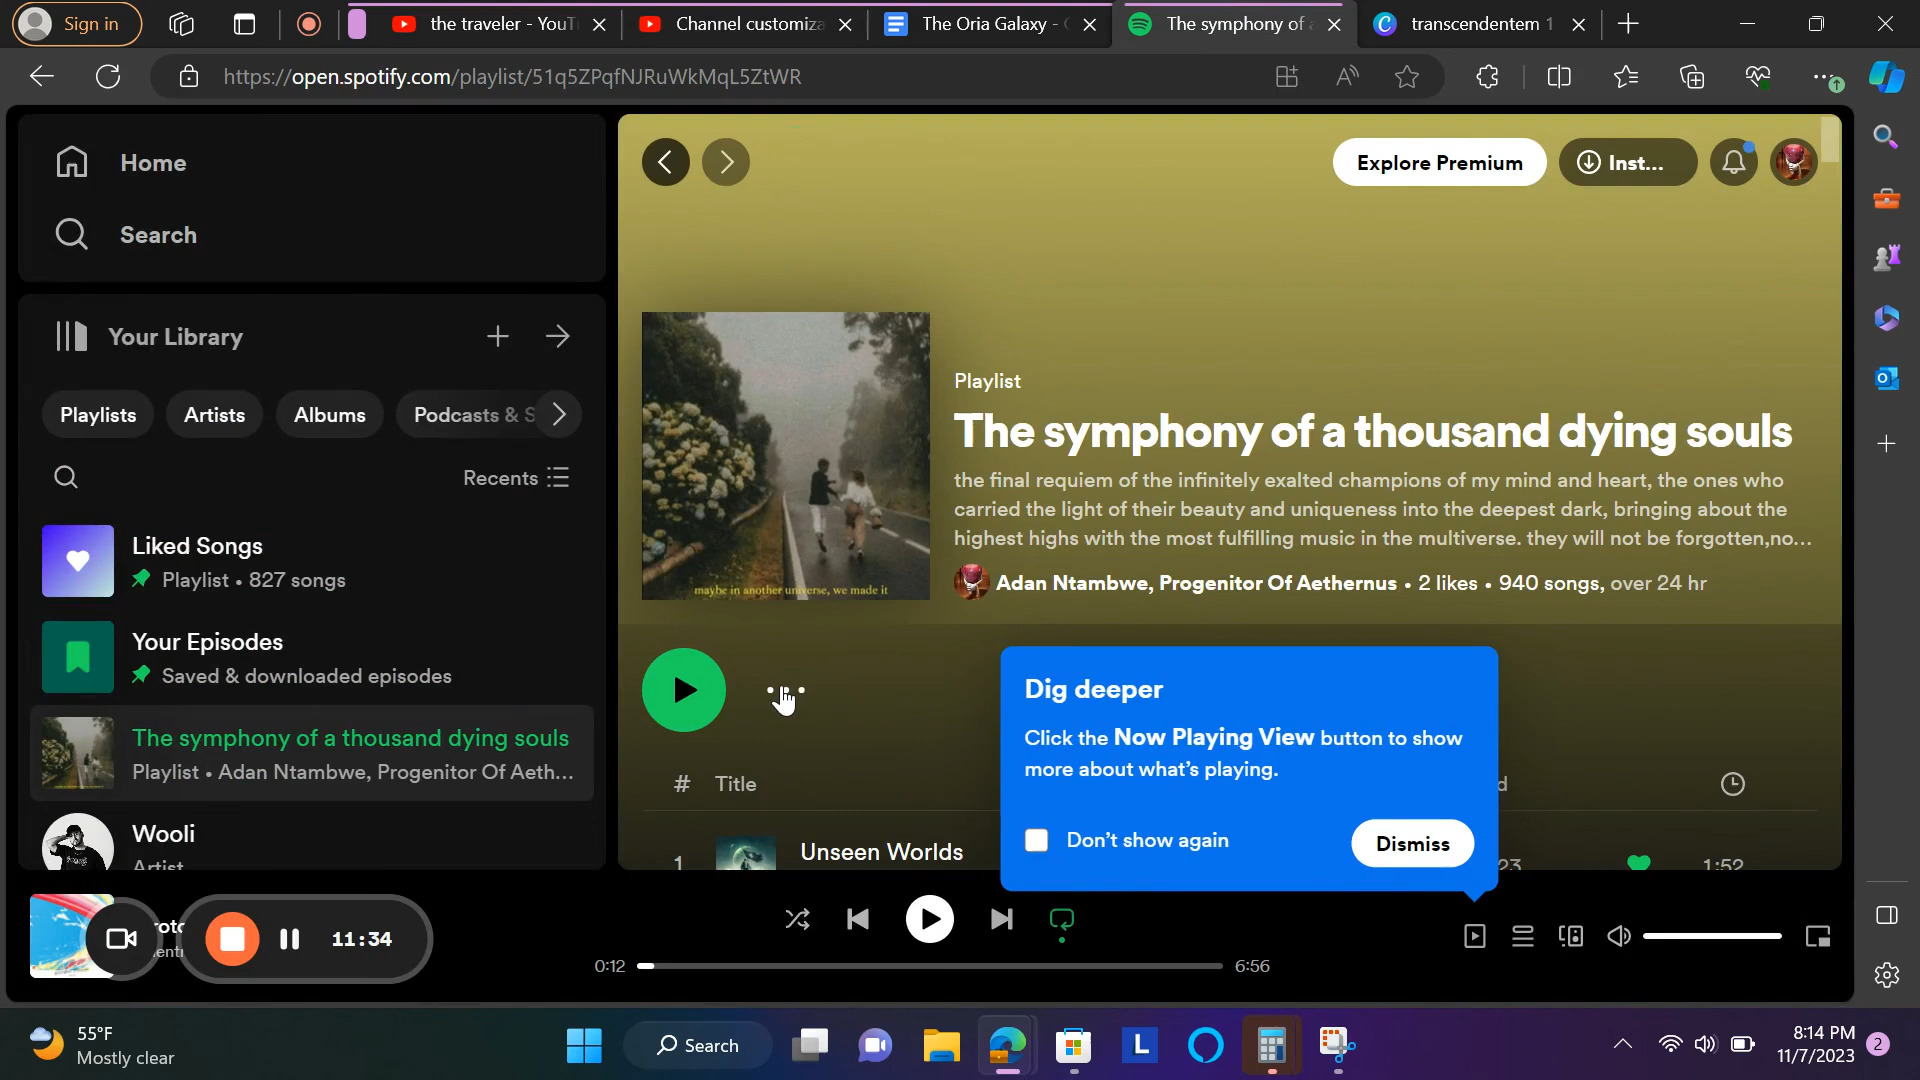 Sign in
the traveler - YouT
Channel customiza
The Oria Galaxy -
The symphony of
transcendentem 1
https://open.spotify.com/playlist/51q5ZPqfNJRuWkMqL5ZtWR
Home
Search
Your Library
Playlists
Artists
Albums
Podcasts & S
Recents
Liked Songs
Playlist • 827 songs
Your Episodes
Saved & downloaded episodes
The symphony of a thousand dying souls
Playlist • Adan Ntambwe, Progenitor Of Aeth...
Wooli
Artist
Explore Premium
Inst...
maybe in another universe, we made it
Playlist
The symphony of a thousand dying souls
the final requiem of the infinitely exalted champions of my mind and heart, the ones who
carried the light of their beauty and uniqueness into the deepest dark, bringing about the
highest highs with the most fulfilling music in the multiverse. they will not be forgotten,no...
Adan Ntambwe, Progenitor Of Aethernus • 2 likes • 940 songs, over 24 hr
# Title
1 Unseen Worlds
23
1:52
Dig deeper
Click the Now Playing View button to show
more about what's playing.
Don't show again
Dismiss
11:34
0:12
6:56
55°F
Mostly clear
Search
L
8:14 PM
11/7/2023
2